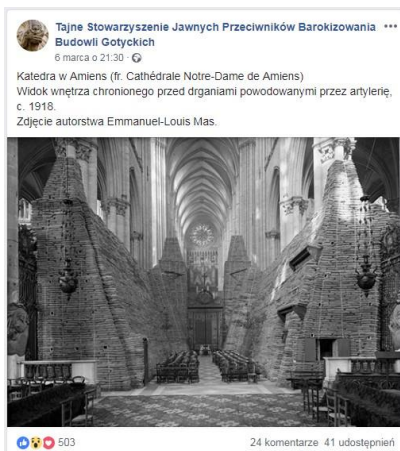 Tajne Stowarzyszenie Jawnych Przeciwników Barokizowania
Budowli Gotyckich
6 marca o 21:30 ·
Katedra w Amiens (fr. Cathédrale Notre-Dame de Amiens)
Widok wnętrza chronionego przed drganiami powodowanymi przez artylerię,
c. 1918.
Zdjęcie autorstwa Emmanuel-Louis Mas.
503
24 komentarze 41 udostępnień